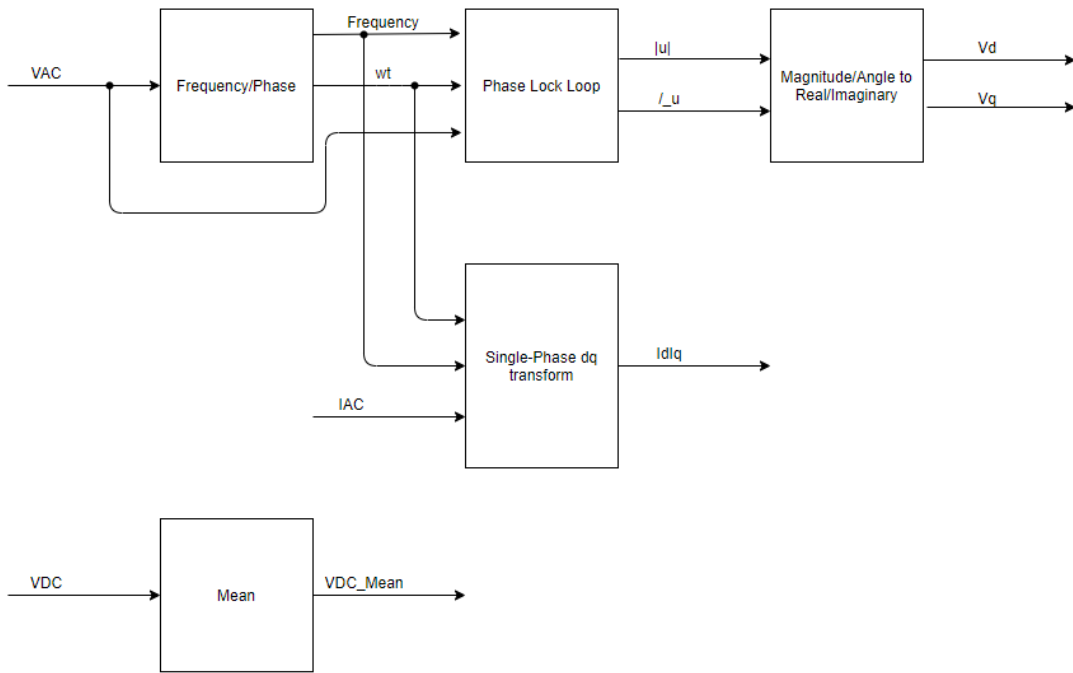 Frequency
VAC
Frequency/Phase
wt
Phase Lock Loop
|u|
/_u
Magnitude/Angle to
Real/Imaginary
Vd
Vq
Single-Phase dq
transform
IdIq
IAC
VDC
Mean
VDC_Mean